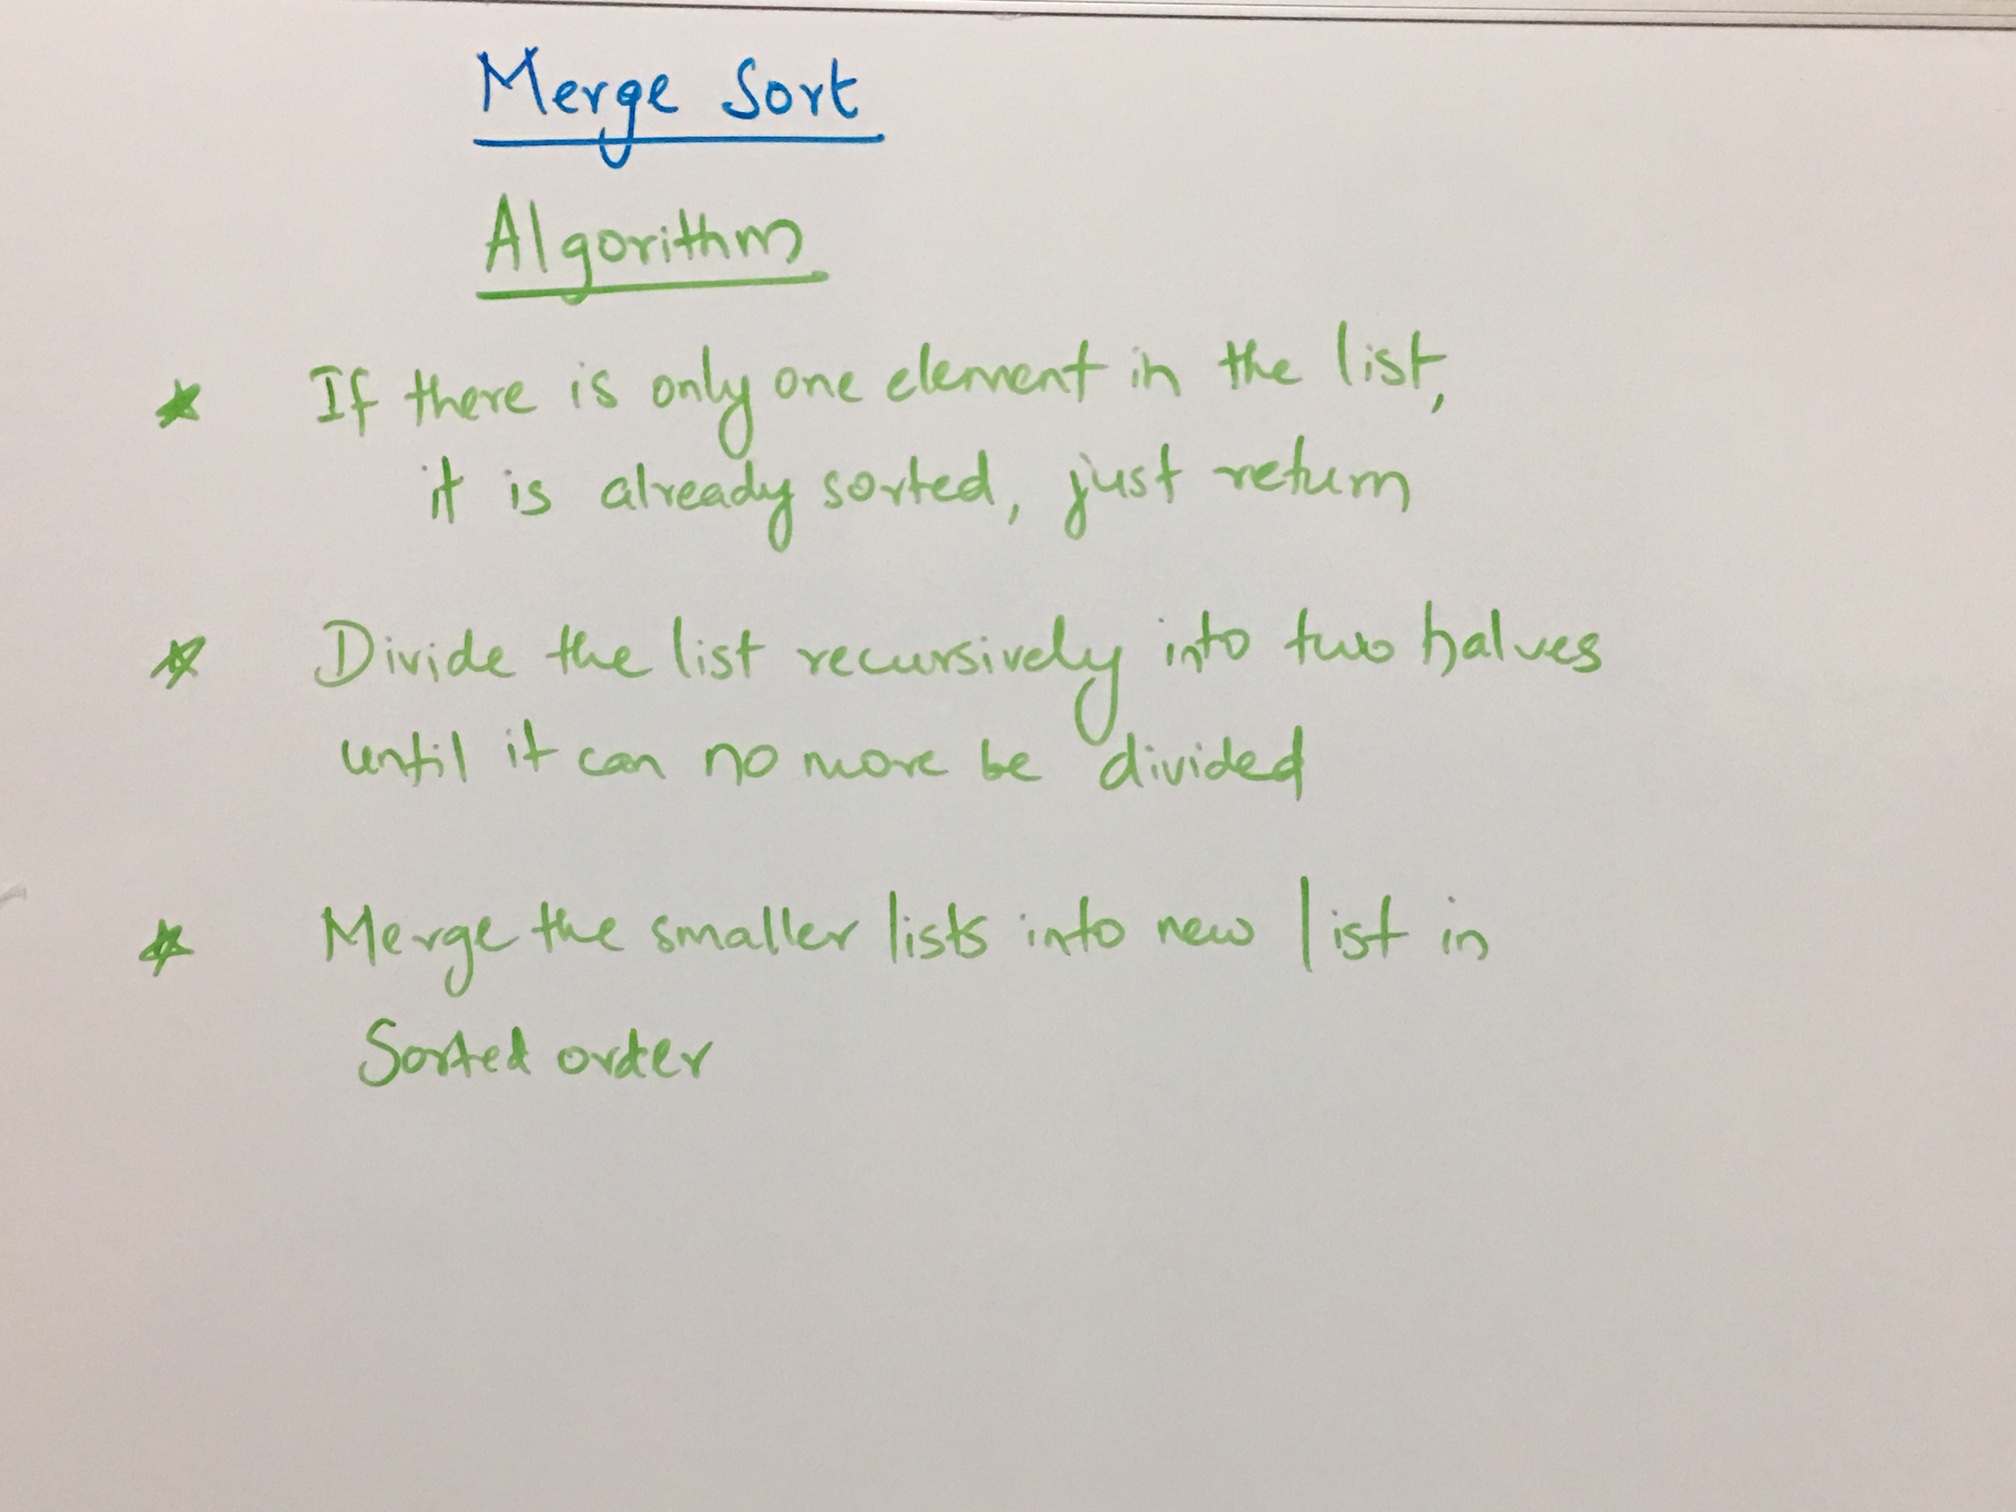 Merge Sort
Algorithm
* If there is only one element in the list,
it is already sorted, just return
* Divide the list recursively into two halves
until it can no more be divided
* Merge the smaller lists into new list in
Sorted order